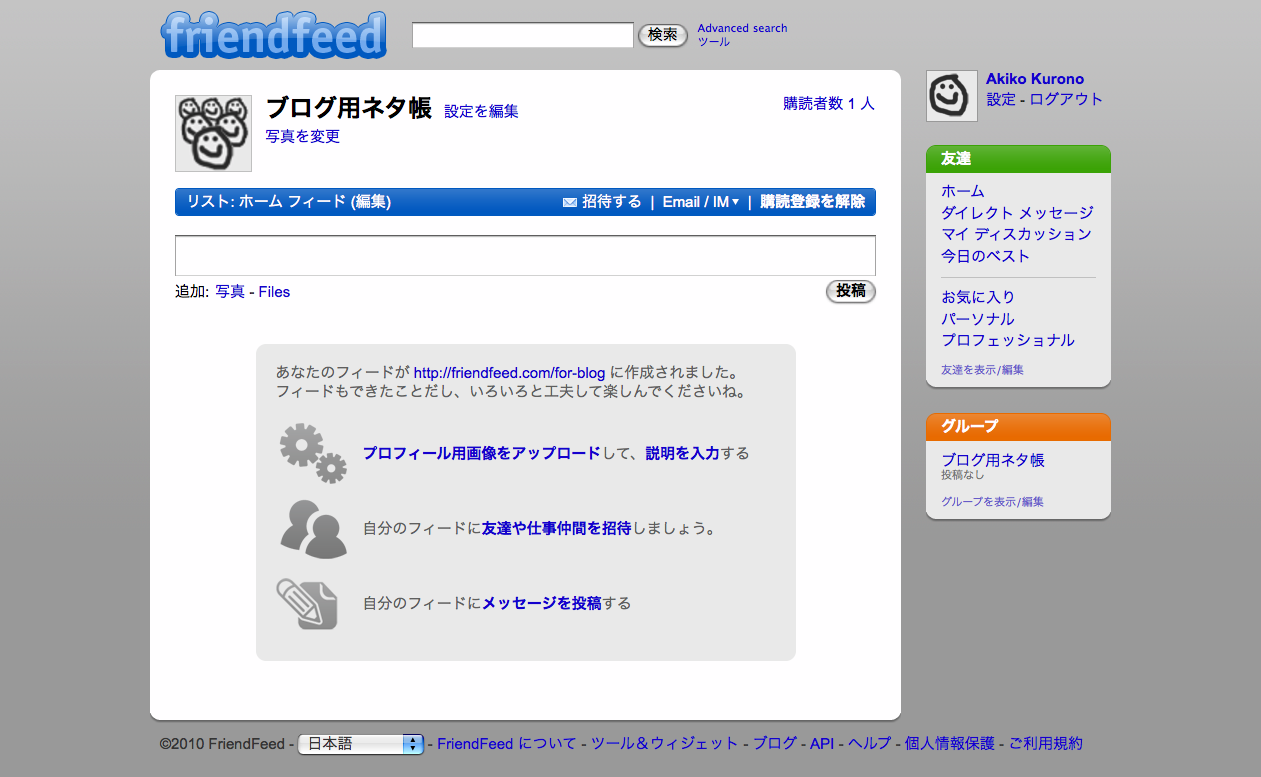 friendfeed
検索
Advanced search
ツール
ブログ用ネタ帳 設定を編集
写真を変更
購読者数 1 人
リスト: ホーム フィード (編集)
招待する | Email / IM▼ | 購読登録を解除
追加: 写真 - Files
投稿
あなたのフィードが http://friendfeed.com/for-blog に作成されました。
フィードもできたことだし、いろいろと工夫して楽しんでくださいね。
プロフィール用画像をアップロードして、説明を入力する
自分のフィードに友達や仕事仲間を招待しましょう。
自分のフィードにメッセージを投稿する
Akiko Kurono
設定 - ログアウト
友達
ホーム
ダイレクト メッセージ
マイ ディスカッション
今日のベスト
お気に入り
パーソナル
プロフェッショナル
友達を表示/編集
グループ
ブログ用ネタ帳
投稿なし
グループを表示/編集
©2010 FriendFeed - 日本語 - FriendFeed について - ツール＆ウィジェット - ブログ - API - ヘルプ - 個人情報保護 - ご利用規約